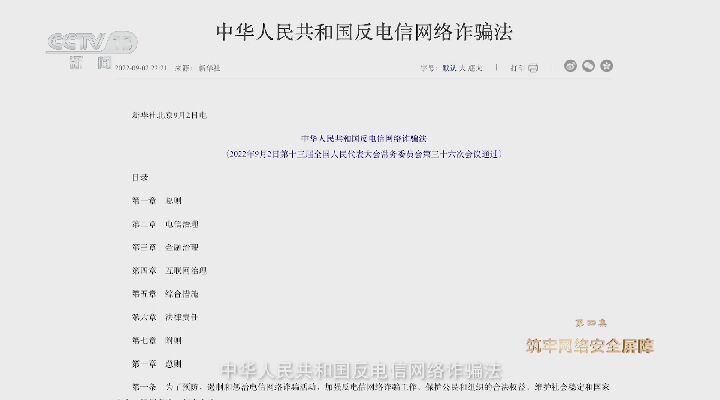 中华人民共和国反电信网络诈骗法
CCTV 13
新闻
2022-09-02 22:21 来源: 新华社
字号: 默认 大 超大 | 打印
新华社北京9月2日电
中华人民共和国反电信网络诈骗法
（2022年9月2日第十三届全国人民代表大会常务委员会第三十六次会议通过）
目录
第一章 总则
第二章 电信治理
第三章 金融治理
第四章 互联网治理
第五章 综合措施
第六章 法律责任
第七章 附则
第一章 总则
第四集
筑牢网络安全屏障
中华人民共和国反电信网络诈骗法
第一条 为了预防、遏制和惩治电信网络诈骗活动，加强反电信网络诈骗工作，保护公民和组织的合法权益，维护社会稳定和国家